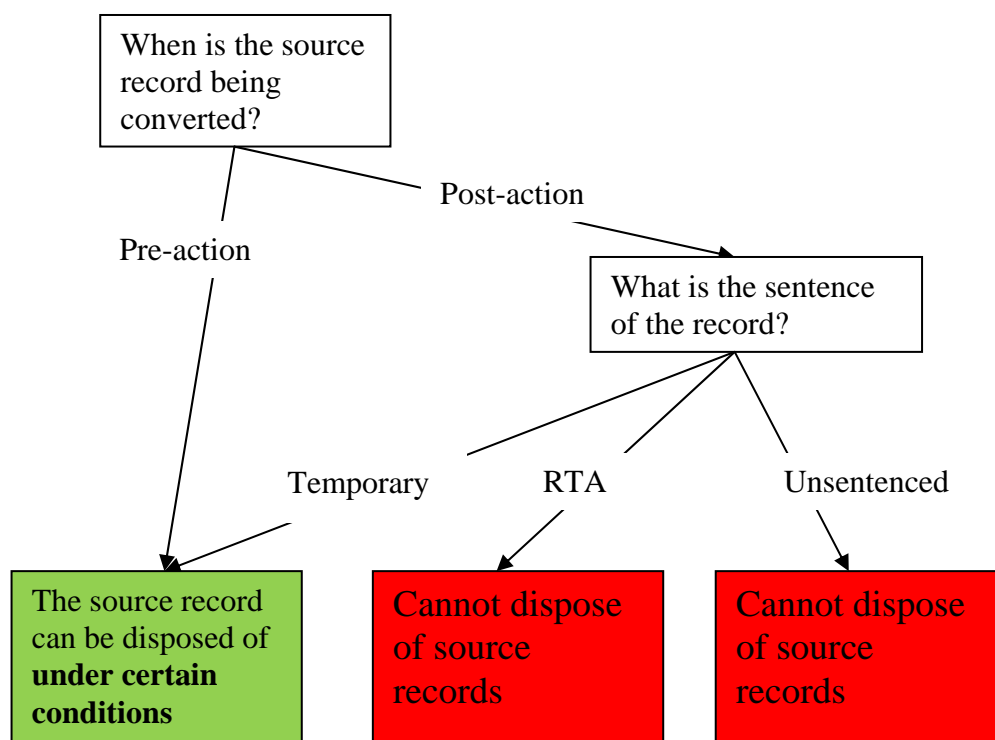 When is the source
record being
converted?
Post-action
Pre-action
What is the sentence
of the record?
Temporary
RTA
Unsentenced
The source record
can be disposed of
under certain
conditions
Cannot dispose
of source
records
Cannot dispose
of source
records